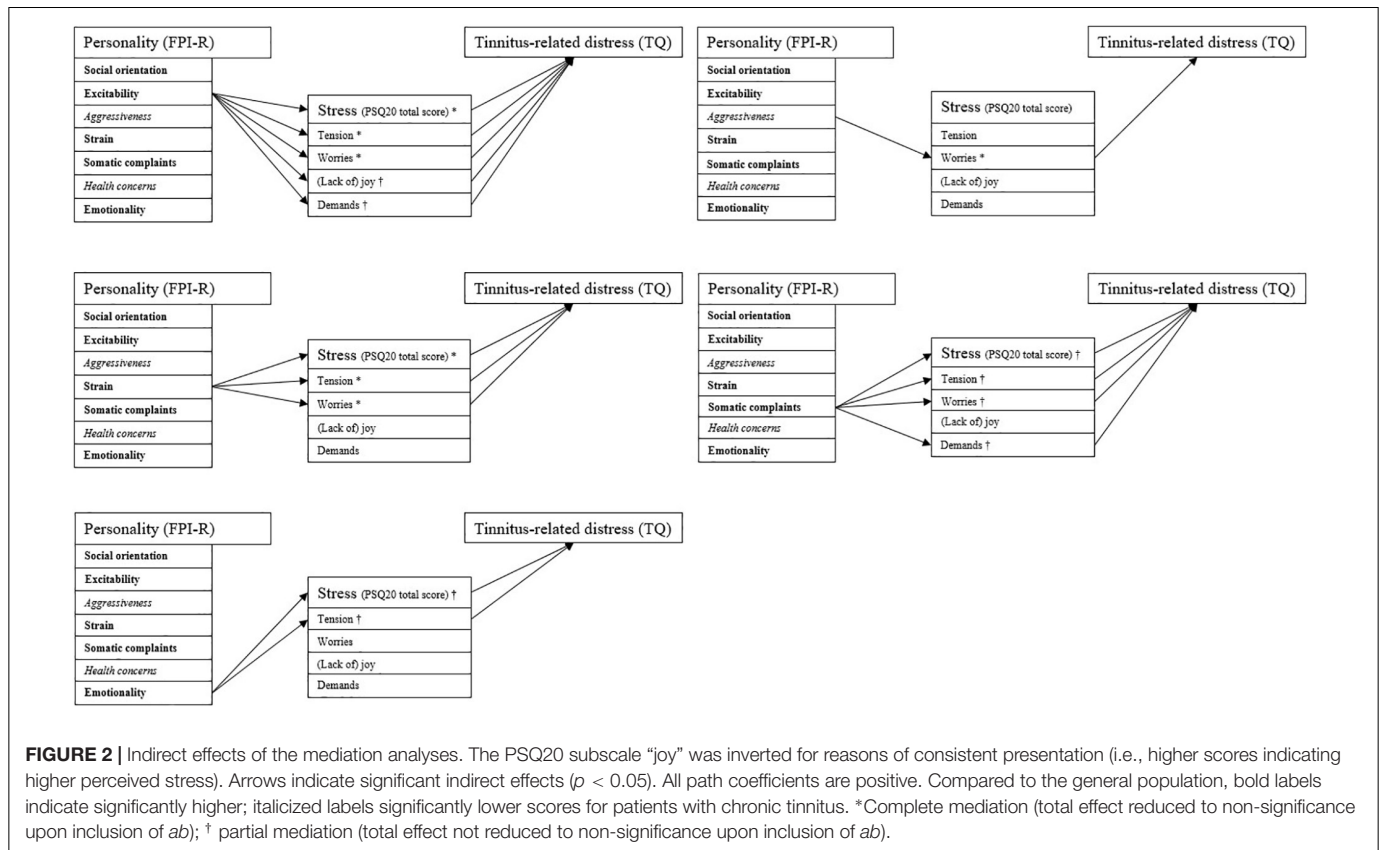 Personality (FPI-R)
Social orientation
Excitability
Aggressiveness
Strain
Somatic complaints
Health concerns
Emotionality
Stress (PSQ20 total score) *
Tension *
Worries *
(Lack of) joy †
Demands †
Tinnitus-related distress (TQ)
Personality (FPI-R)
Social orientation
Excitability
Aggressiveness
Strain
Somatic complaints
Health concerns
Emotionality
Stress (PSQ20 total score)
Tension
Worries *
(Lack of) joy
Demands
Tinnitus-related distress (TQ)
Personality (FPI-R)
Social orientation
Excitability
Aggressiveness
Strain
Somatic complaints
Health concerns
Emotionality
Stress (PSQ20 total score) *
Tension *
Worries *
(Lack of) joy
Demands
Tinnitus-related distress (TQ)
Personality (FPI-R)
Social orientation
Excitability
Aggressiveness
Strain
Somatic complaints
Health concerns
Emotionality
Stress (PSQ20 total score) †
Tension †
Worries †
(Lack of) joy
Demands †
Tinnitus-related distress (TQ)
Personality (FPI-R)
Social orientation
Excitability
Aggressiveness
Strain
Somatic complaints
Health concerns
Emotionality
Stress (PSQ20 total score) †
Tension †
Worries
(Lack of) joy
Demands
Tinnitus-related distress (TQ)
FIGURE 2 | Indirect effects of the mediation analyses. The PSQ20 subscale “joy” was inverted for reasons of consistent presentation (i.e., higher scores indicating
higher perceived stress). Arrows indicate significant indirect effects (p < 0.05). All path coefficients are positive. Compared to the general population, bold labels
indicate significantly higher; italicized labels significantly lower scores for patients with chronic tinnitus. *Complete mediation (total effect reduced to non-significance
upon inclusion of ab); † partial mediation (total effect not reduced to non-significance upon inclusion of ab).